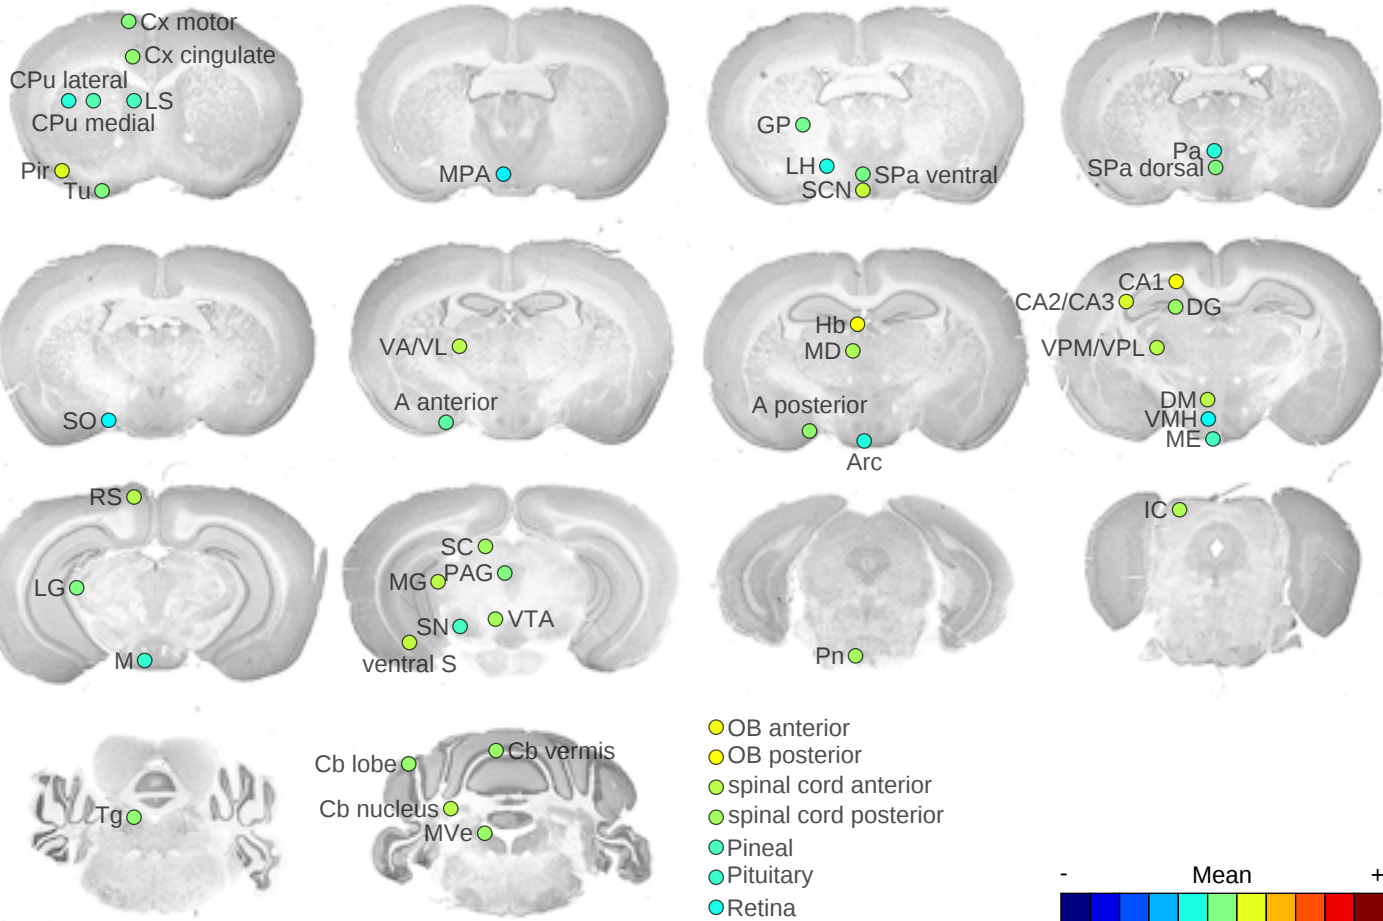 Cx motor
Cx cingulate
CPu lateral
LS
CPu medial
Pir
Tu
MPA
GP
LH
SPa ventral
SCN
Pa
SPa dorsal
SO
VA/VL
A anterior
Hb
MD
A posterior
Arc
CA1
CA2/CA3
DG
VPM/VPL
DM
VMH
ME
RS
LG
M
SC
PAG
MG
VTA
SN
ventral S
Pn
IC
Tg
Cb vermis
Cb lobe
Cb nucleus
MVe
OB anterior
OB posterior
spinal cord anterior
spinal cord posterior
Pineal
Pituitary
Retina
- Mean +